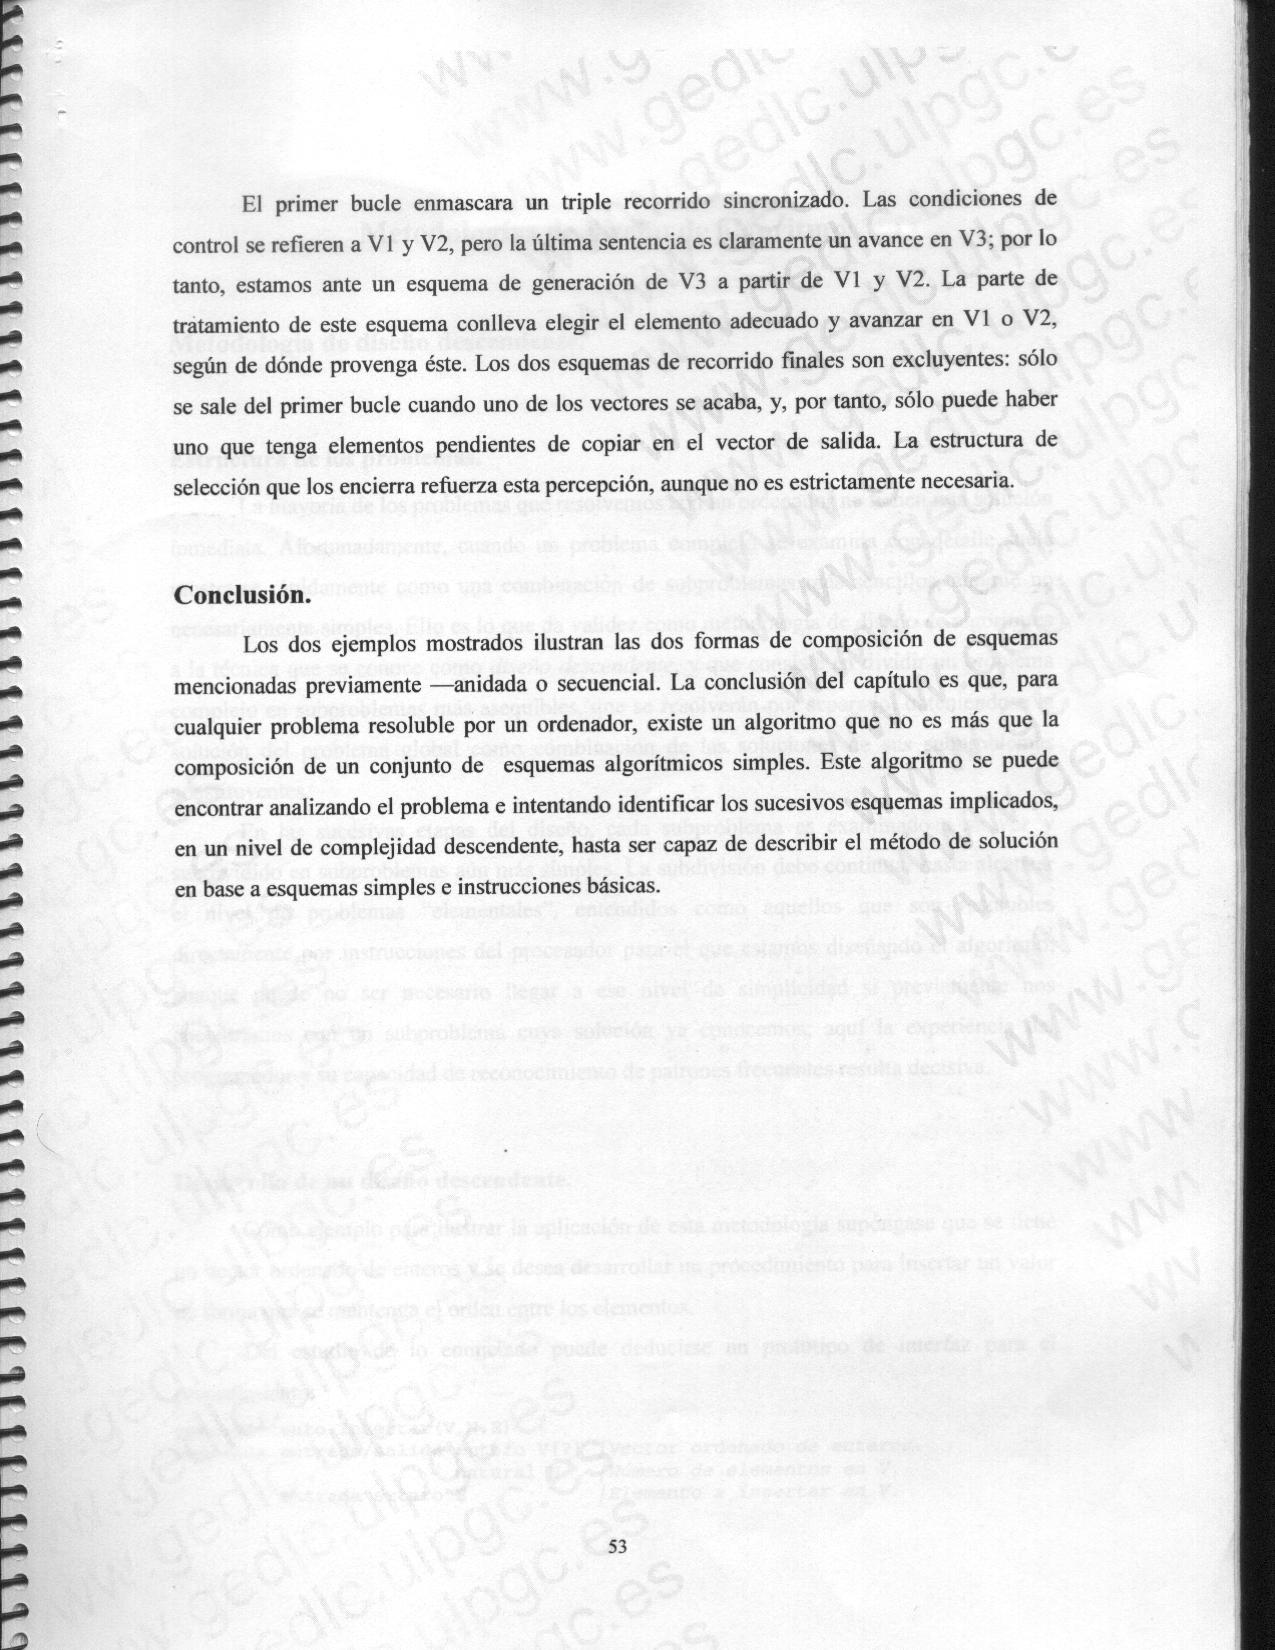 El primer bucle enmascara un triple recorrido sincronizado. Las condiciones de
control se refieren a V1 y V2, pero la última sentencia es claramente un avance en V3; por lo
tanto, estamos ante un esquema de generación de V3 a partir de V1 y V2. La parte de
tratamiento de este esquema conlleva elegir el elemento adecuado y avanzar en V1 o V2,
según de dónde provenga éste. Los dos esquemas de recorrido finales son excluyentes: sólo
se sale del primer bucle cuando uno de los vectores se acaba, y, por tanto, sólo puede haber
uno que tenga elementos pendientes de copiar en el vector de salida. La estructura de
selección que los encierra refuerza esta percepción, aunque no es estrictamente necesaria.
Conclusión.
Los dos ejemplos mostrados ilustran las dos formas de composición de esquemas
mencionadas previamente —anidada o secuencial. La conclusión del capítulo es que, para
cualquier problema resoluble por un ordenador, existe un algoritmo que no es más que la
composición de un conjunto de esquemas algorítmicos simples. Este algoritmo se puede
encontrar analizando el problema e intentando identificar los sucesivos esquemas implicados,
en un nivel de complejidad descendente, hasta ser capaz de describir el método de solución
en base a esquemas simples e instrucciones básicas.
53
www.gedlc.ulpgc.es